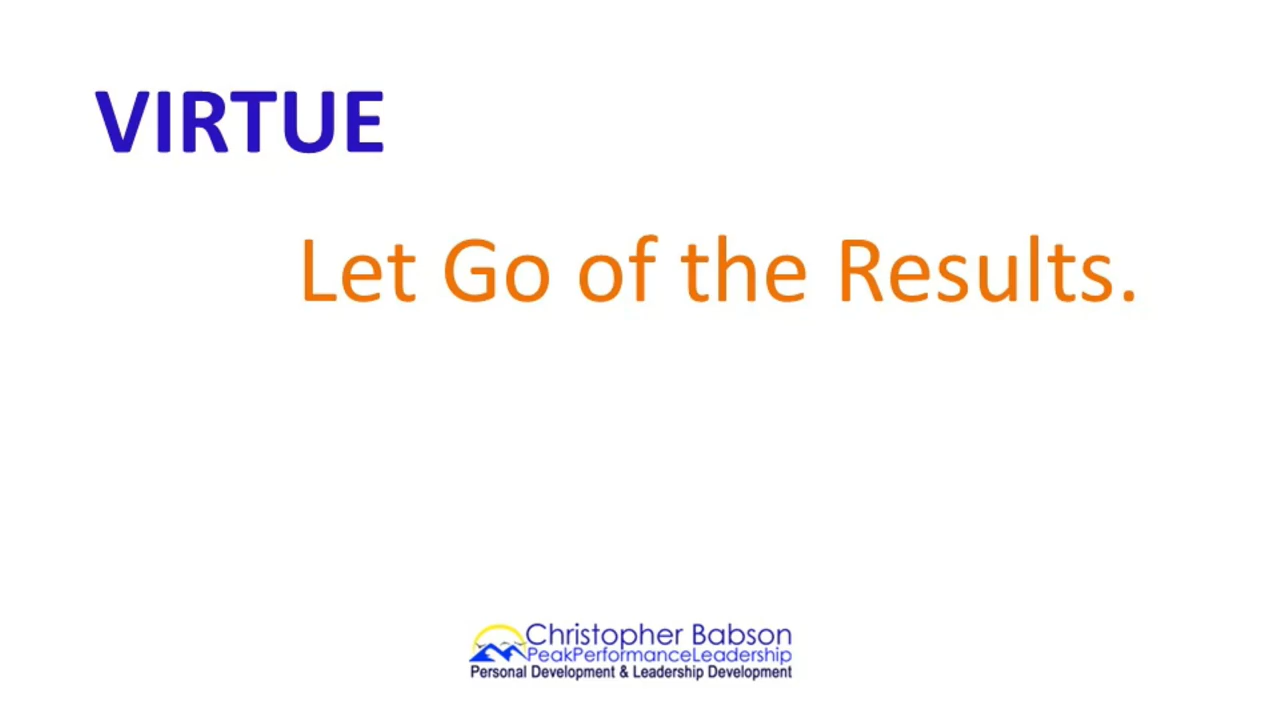 VIRTUE
Let Go of the Results.
Christopher Babson
PeakPerformanceLeadership
Personal Development & Leadership Development